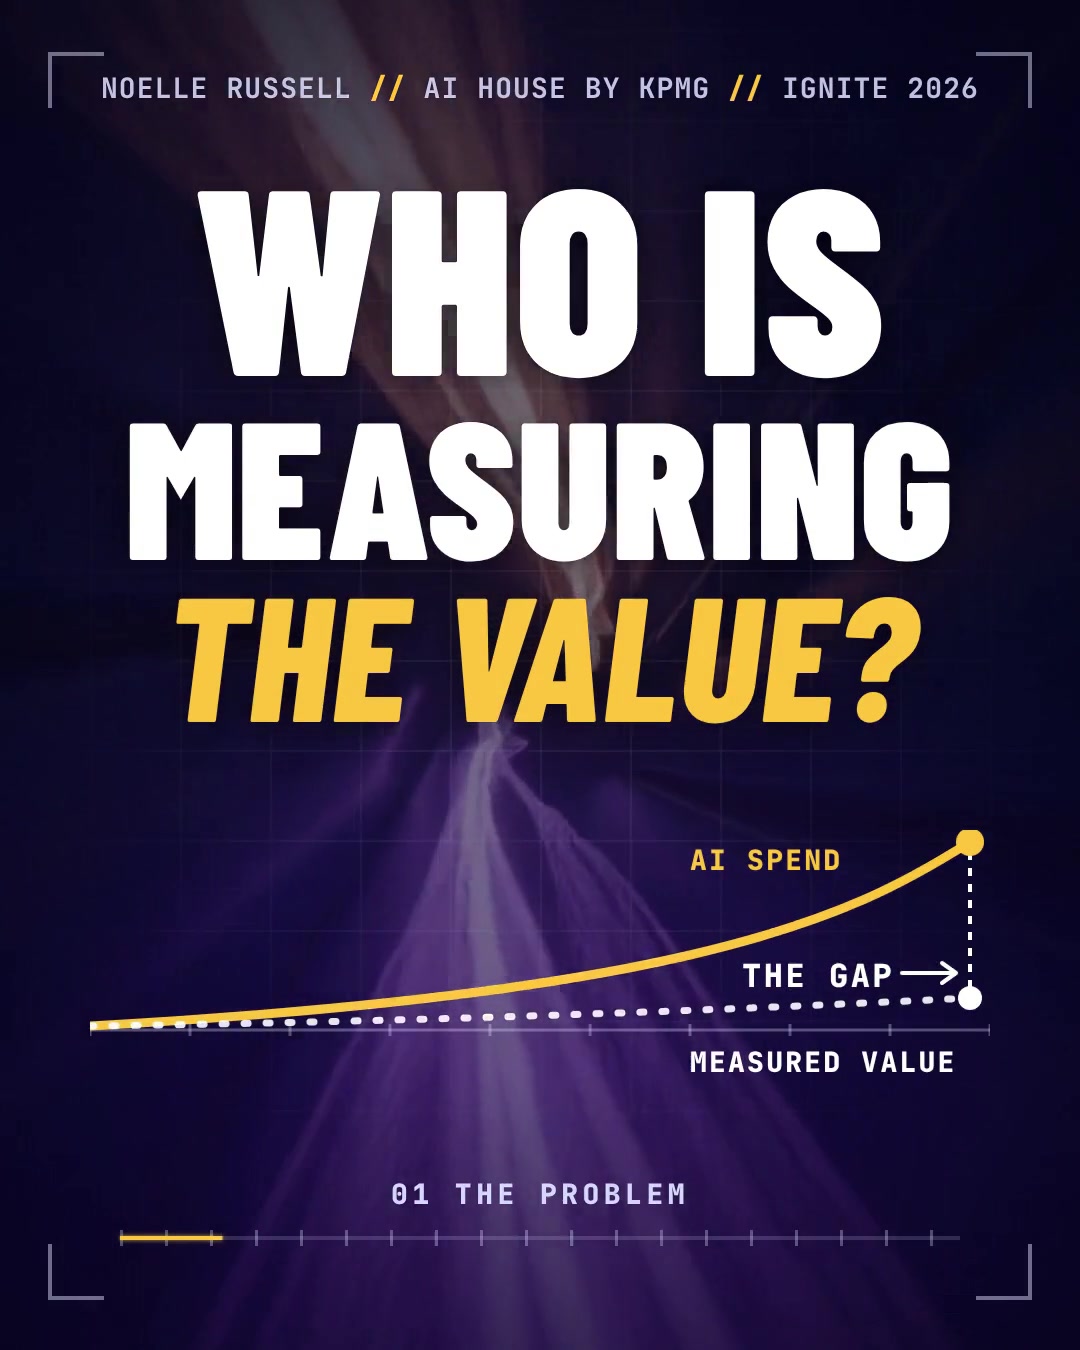 NOELLE RUSSELL // AI HOUSE BY KPMG // IGNITE 2026
WHO IS
MEASURING
THE VALUE?
AI SPEND
THE GAP
MEASURED VALUE
01 THE PROBLEM